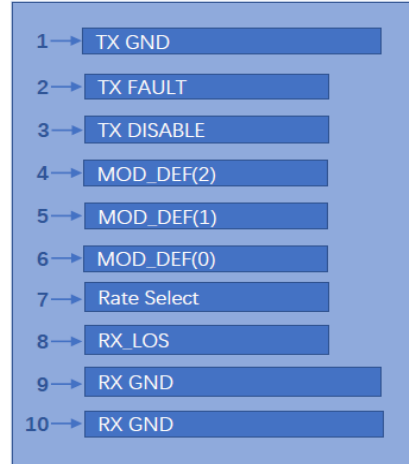 1 TX GND
2 TX FAULT
3 TX DISABLE
4 MOD_DEF(2)
5 MOD_DEF(1)
6 MOD_DEF(0)
7 Rate Select
8 RX_LOS
9 RX GND
10 RX GND